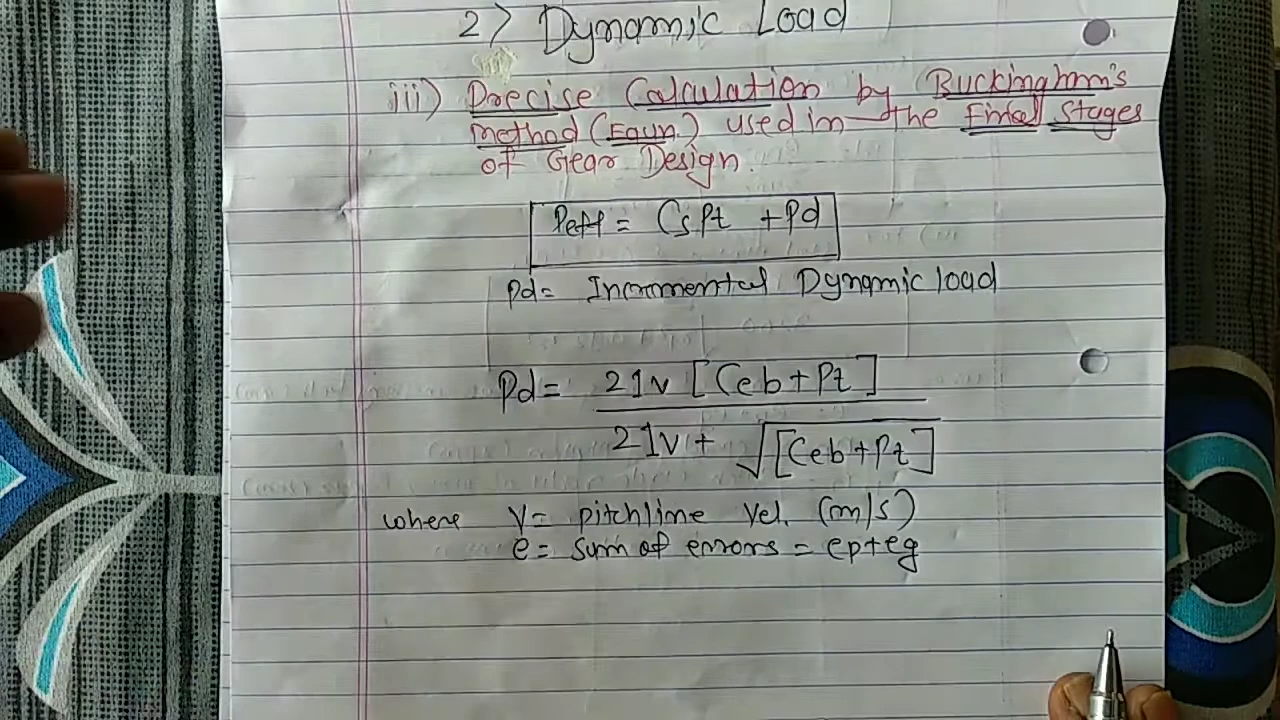 2> Dynamic Load
iii) Precise Calculation by Buckinghm's
method (Equn.) used in the Final Stages
of Gear Design.
Peff = Cs Pt + Pd
Pd = Incremental Dynamic load
Pd = 21v [Ceb + Pt]
21v + √[Ceb + Pt]
where v = pitchline vel. (m/s)
e = sum of errors = ep + eg